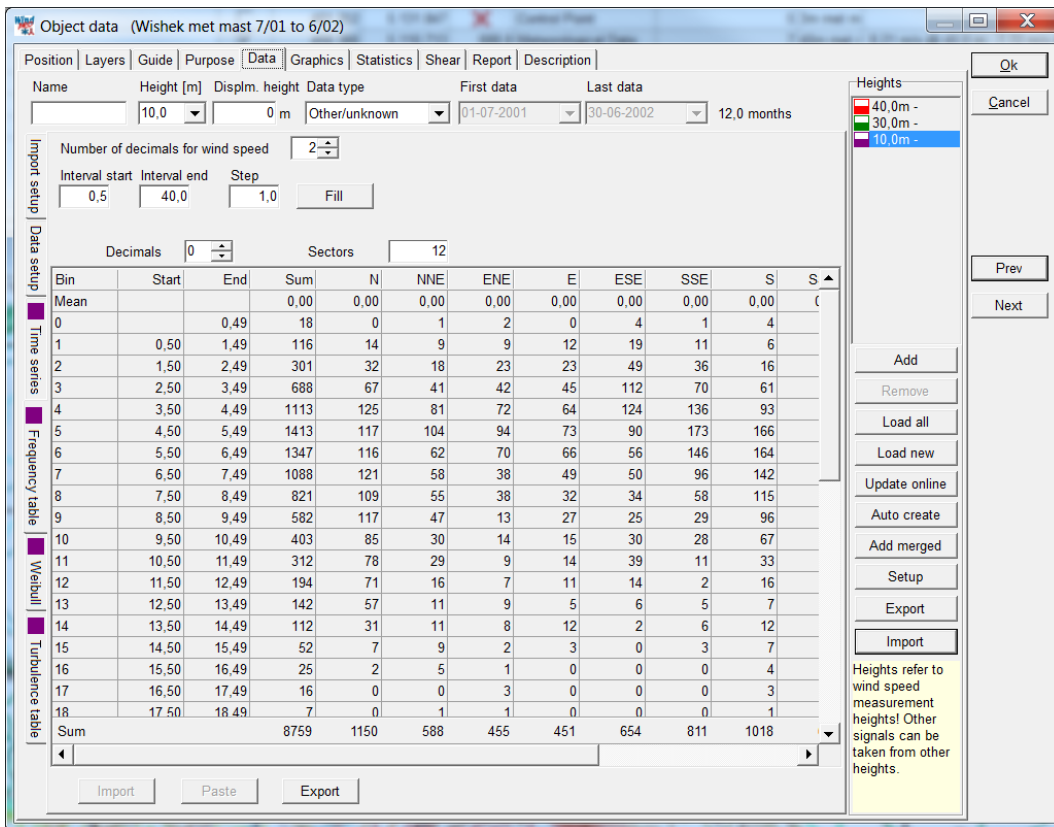 Object data (Wishek met mast 7/01 to 6/02)
Position Layers Guide Purpose Data Graphics Statistics Shear Report Description
Ok
Cancel
Prev
Next
Name Height [m] Displm. height Data type First data Last data
10,0 0 m Other/unknown 01-07-2001 30-06-2002 12,0 months
Heights
40,0m -
30,0m -
10,0m -
Import setup
Data setup
Time series
Frequency table
Weibull
Turbulence table
Number of decimals for wind speed 2
Interval start Interval end Step
0,5 40,0 1,0 Fill
Decimals 0 Sectors 12
Bin Start End Sum N NNE ENE E ESE SSE S S
Mean 0,00 0,00 0,00 0,00 0,00 0,00 0,00 0,00
0 0,49 18 0 1 2 0 4 1 4
1 0,50 1,49 116 14 9 9 12 19 11 6
2 1,50 2,49 301 32 18 23 23 49 36 16
3 2,50 3,49 688 67 41 42 45 112 70 61
4 3,50 4,49 1113 125 81 72 64 124 136 93
5 4,50 5,49 1413 117 104 94 73 90 173 166
6 5,50 6,49 1347 116 62 70 66 56 146 164
7 6,50 7,49 1088 121 58 38 49 50 96 142
8 7,50 8,49 821 109 55 38 32 34 58 115
9 8,50 9,49 582 117 47 13 27 25 29 96
10 9,50 10,49 403 85 30 14 15 30 28 67
11 10,50 11,49 312 78 29 9 14 39 11 33
12 11,50 12,49 194 71 16 7 11 14 2 16
13 12,50 13,49 142 57 11 9 5 6 5 7
14 13,50 14,49 112 31 11 8 12 2 6 12
15 14,50 15,49 52 7 9 2 3 0 3 7
16 15,50 16,49 25 2 5 1 0 0 0 4
17 16,50 17,49 16 0 0 3 0 0 0 3
18 17,50 18,49 7 0 1 1 0 0 0 1
Sum 8759 1150 588 455 451 654 811 1018
Import Paste Export
Add
Remove
Load all
Load new
Update online
Auto create
Add merged
Setup
Export
Import
Heights refer to
wind speed
measurement
heights! Other
signals can be
taken from other
heights.